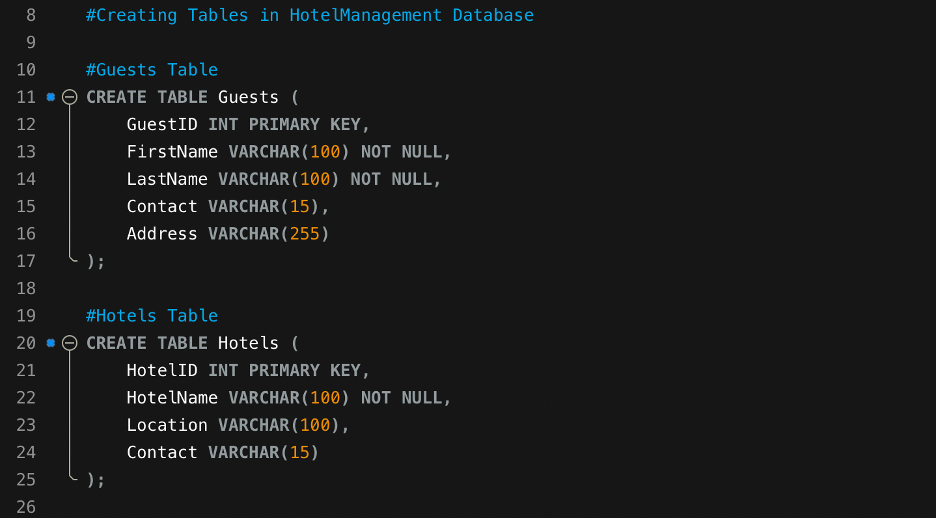 8 #Creating Tables in HotelManagement Database
9
10 #Guests Table
11 CREATE TABLE Guests (
12 GuestID INT PRIMARY KEY,
13 FirstName VARCHAR(100) NOT NULL,
14 LastName VARCHAR(100) NOT NULL,
15 Contact VARCHAR(15),
16 Address VARCHAR(255)
17 );
18
19 #Hotels Table
20 CREATE TABLE Hotels (
21 HotelID INT PRIMARY KEY,
22 HotelName VARCHAR(100) NOT NULL,
23 Location VARCHAR(100),
24 Contact VARCHAR(15)
25 );
26